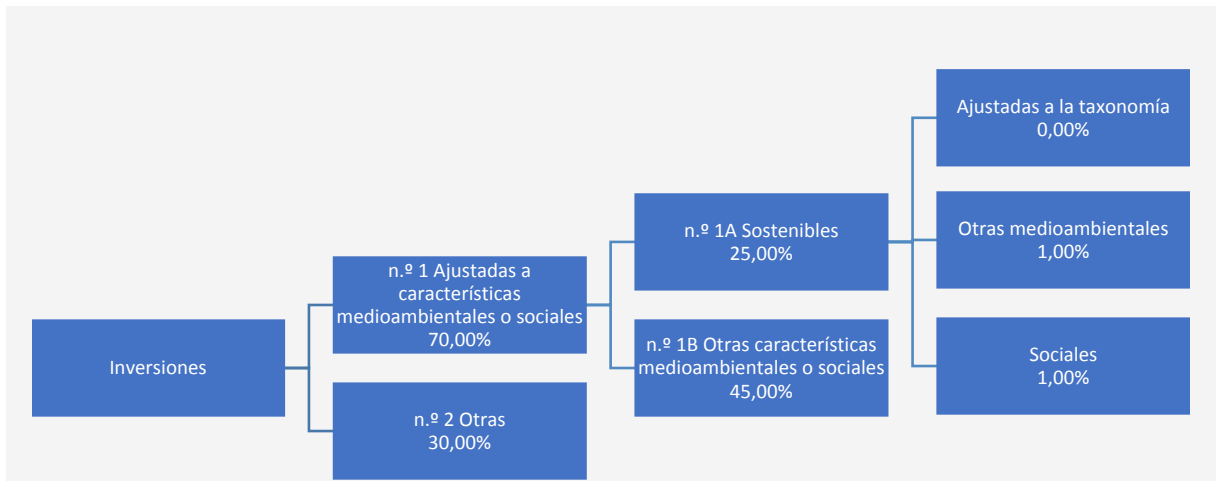 Inversiones
n.º 1 Ajustadas a
características
medioambientales o sociales
70,00%
n.º 2 Otras
30,00%
n.º 1A Sostenibles
25,00%
n.º 1B Otras características
medioambientales o sociales
45,00%
Ajustadas a la taxonomía
0,00%
Otras medioambientales
1,00%
Sociales
1,00%